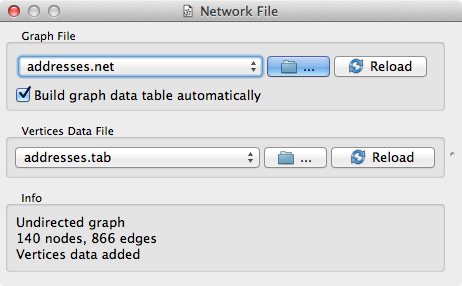 Network File
Graph File
addresses.net
... Reload
Build graph data table automatically
Vertices Data File
addresses.tab
... Reload
Info
Undirected graph
140 nodes, 866 edges
Vertices data added